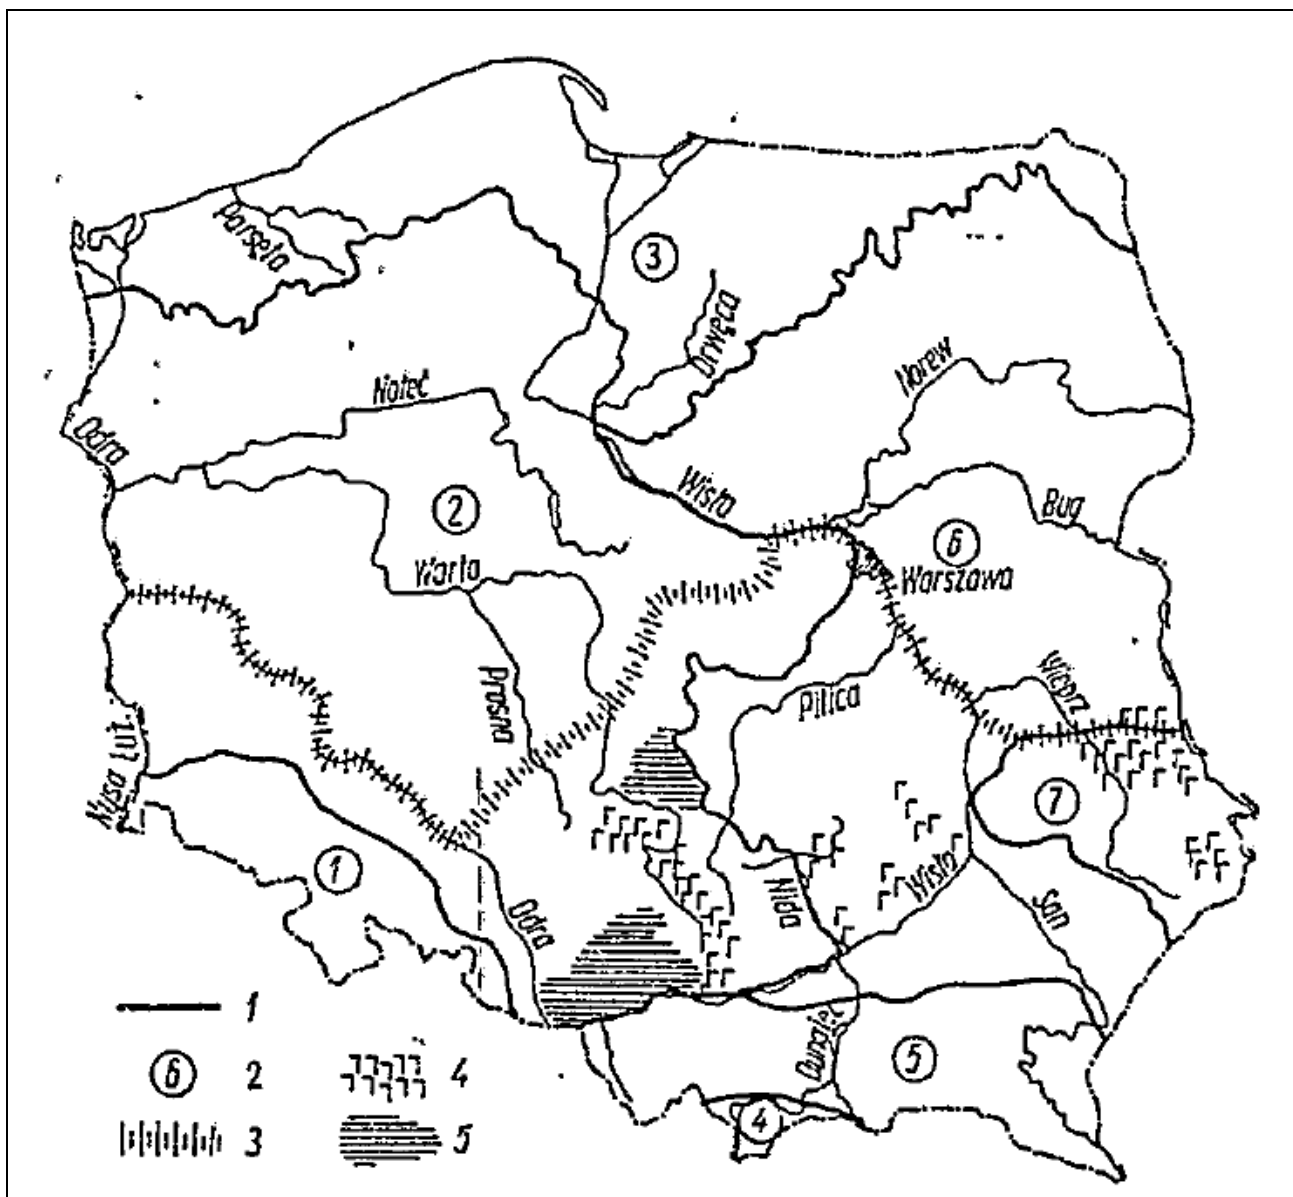 Parsęta
3
Drwęca
Noteć
Narew
Odra
Wisła
Bug
2
6
Warta
Warszawa
Prosna
Wieprz
Pilica
Nysa Łuż.
7
1
Nida
Wisła
Odra
San
1
Dunajec
5
6 2
4
4
3
5